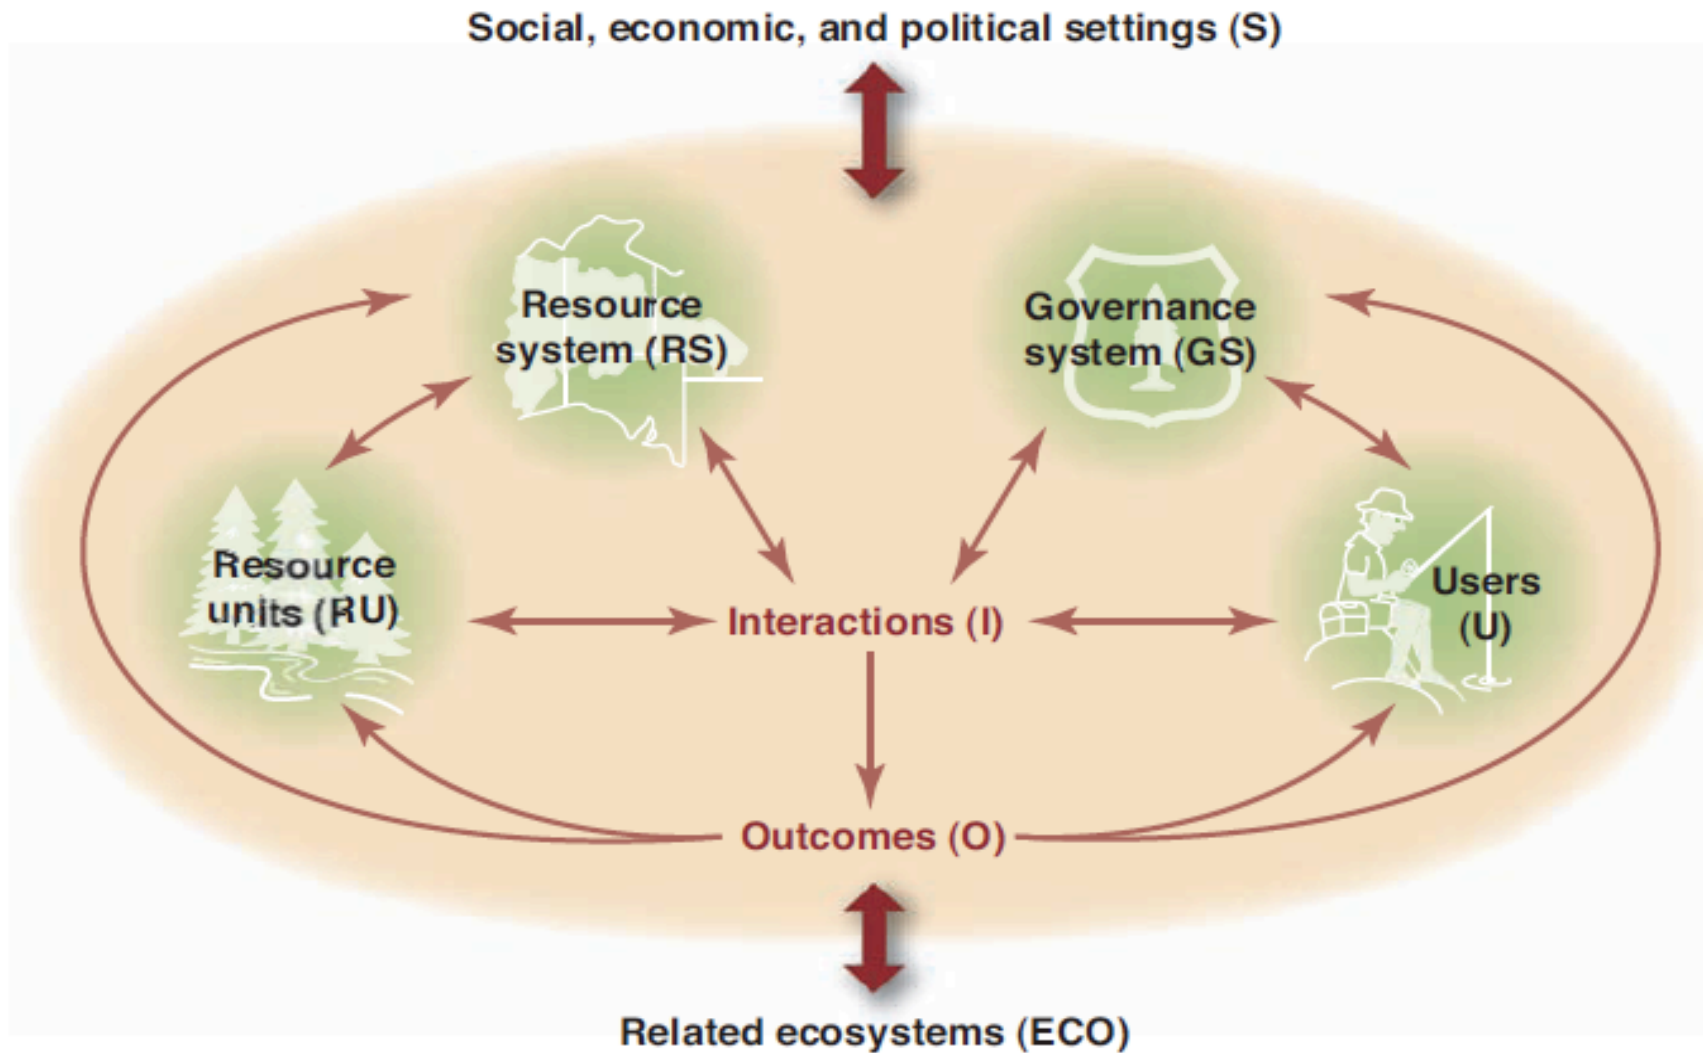 Social, economic, and political settings (S)
Resource
system (RS)
Governance
system (GS)
Resource
units (RU)
Users
(U)
Interactions (I)
Outcomes (O)
Related ecosystems (ECO)